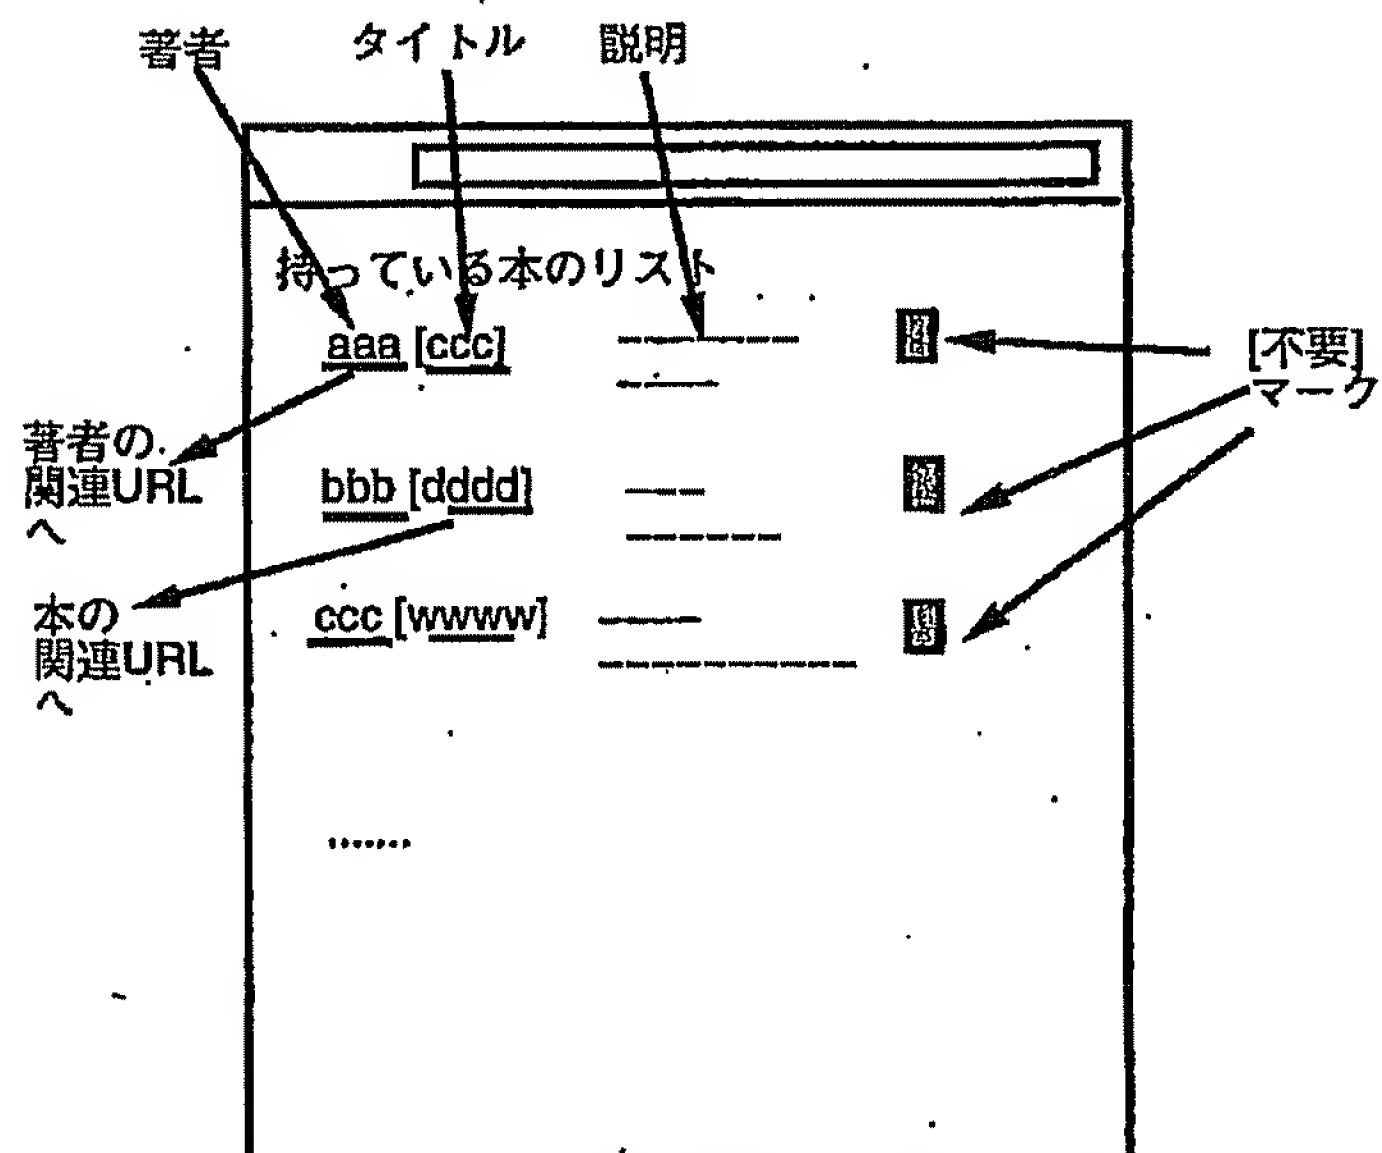 著者 タイトル 説明
持っている本のリスト
aaa [ccc]
[不要]
マーク
著者の
関連URL
へ
bbb [dddd]
本の
関連URL
へ
ccc [wwww]